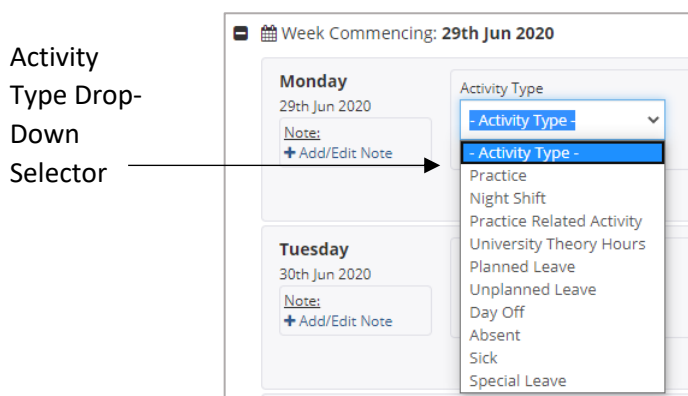 Activity
Type Drop-
Down
Selector
Week Commencing: 29th Jun 2020
Monday
29th Jun 2020
Note:
+ Add/Edit Note
Activity Type
- Activity Type -
- Activity Type -
Practice
Night Shift
Practice Related Activity
University Theory Hours
Planned Leave
Unplanned Leave
Day Off
Absent
Sick
Special Leave
Tuesday
30th Jun 2020
Note:
+ Add/Edit Note